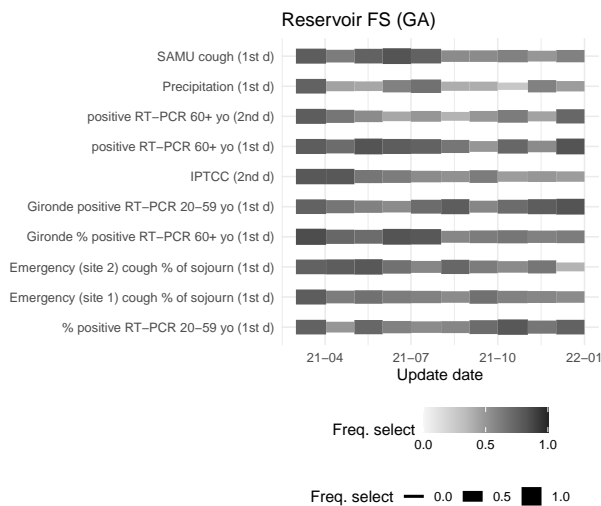 Reservoir FS (GA)
SAMU cough (1st d)
Precipitation (1st d)
positive RT−PCR 60+ yo (2nd d)
positive RT−PCR 60+ yo (1st d)
IPTCC (2nd d)
Gironde positive RT−PCR 20−59 yo (1st d)
Gironde % positive RT−PCR 60+ yo (1st d)
Emergency (site 2) cough % of sojourn (1st d)
Emergency (site 1) cough % of sojourn (1st d)
% positive RT−PCR 20−59 yo (1st d)
21−04 21−07 21−10 22−01
Update date
Freq. select
0.0 0.5 1.0
Freq. select 0.0 0.5 1.0